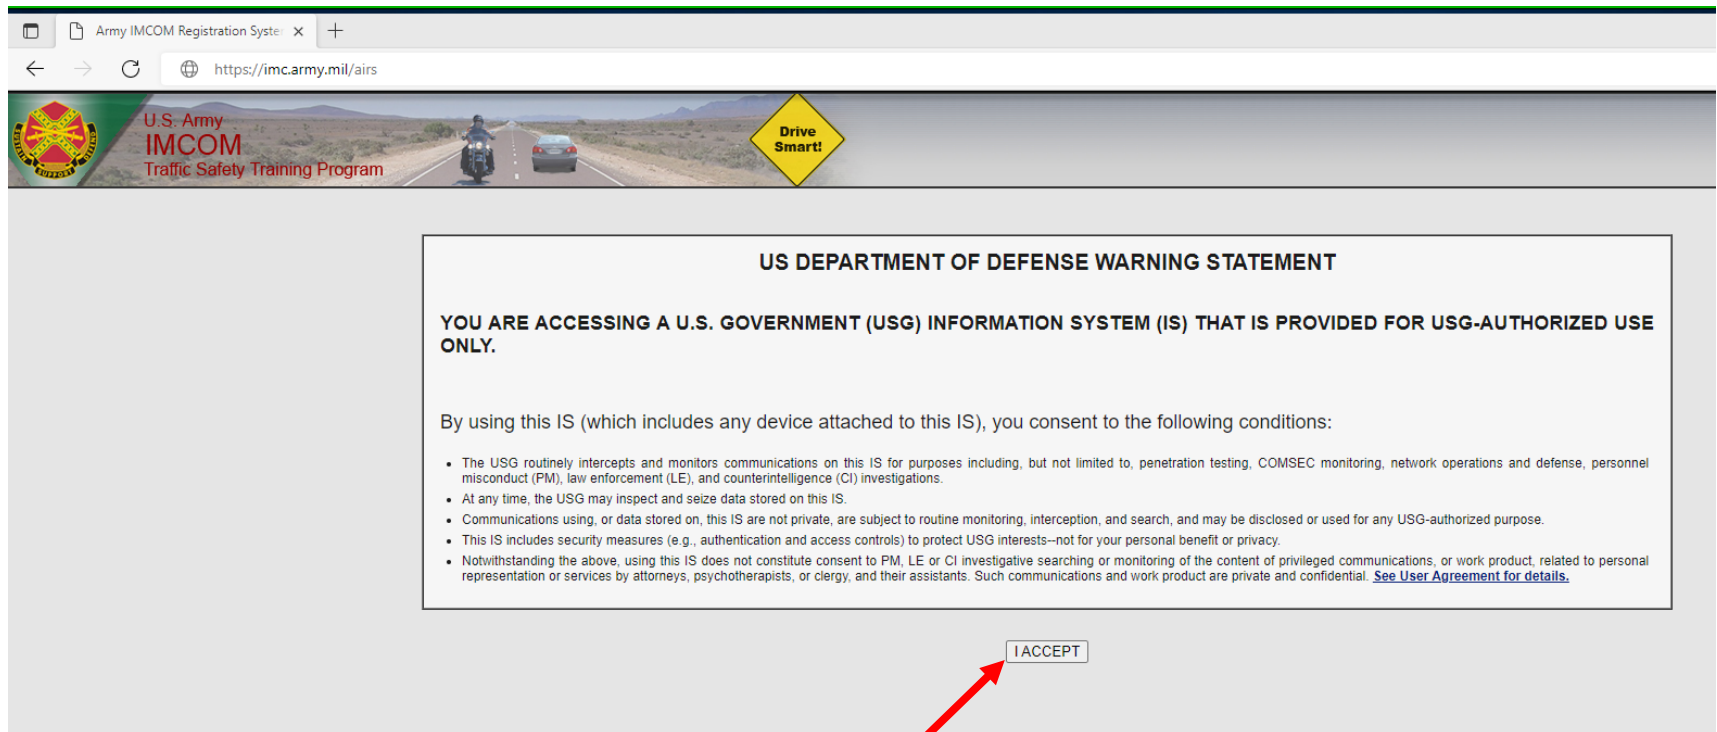 Army IMCOM Registration Syste
https://imc.army.mil/airs
SUSTAIN SUPPORT DEFEND
U.S. Army
IMCOM
Traffic Safety Training Program
Drive
Smart!
US DEPARTMENT OF DEFENSE WARNING STATEMENT
YOU ARE ACCESSING A U.S. GOVERNMENT (USG) INFORMATION SYSTEM (IS) THAT IS PROVIDED FOR USG-AUTHORIZED USE
ONLY.
By using this IS (which includes any device attached to this IS), you consent to the following conditions:
• The USG routinely intercepts and monitors communications on this IS for purposes including, but not limited to, penetration testing, COMSEC monitoring, network operations and defense, personnel
misconduct (PM), law enforcement (LE), and counterintelligence (CI) investigations.
• At any time, the USG may inspect and seize data stored on this IS.
• Communications using, or data stored on, this IS are not private, are subject to routine monitoring, interception, and search, and may be disclosed or used for any USG-authorized purpose.
• This IS includes security measures (e.g., authentication and access controls) to protect USG interests--not for your personal benefit or privacy.
• Notwithstanding the above, using this IS does not constitute consent to PM, LE or CI investigative searching or monitoring of the content of privileged communications, or work product, related to personal
representation or services by attorneys, psychotherapists, or clergy, and their assistants. Such communications and work product are private and confidential. See User Agreement for details.
I ACCEPT